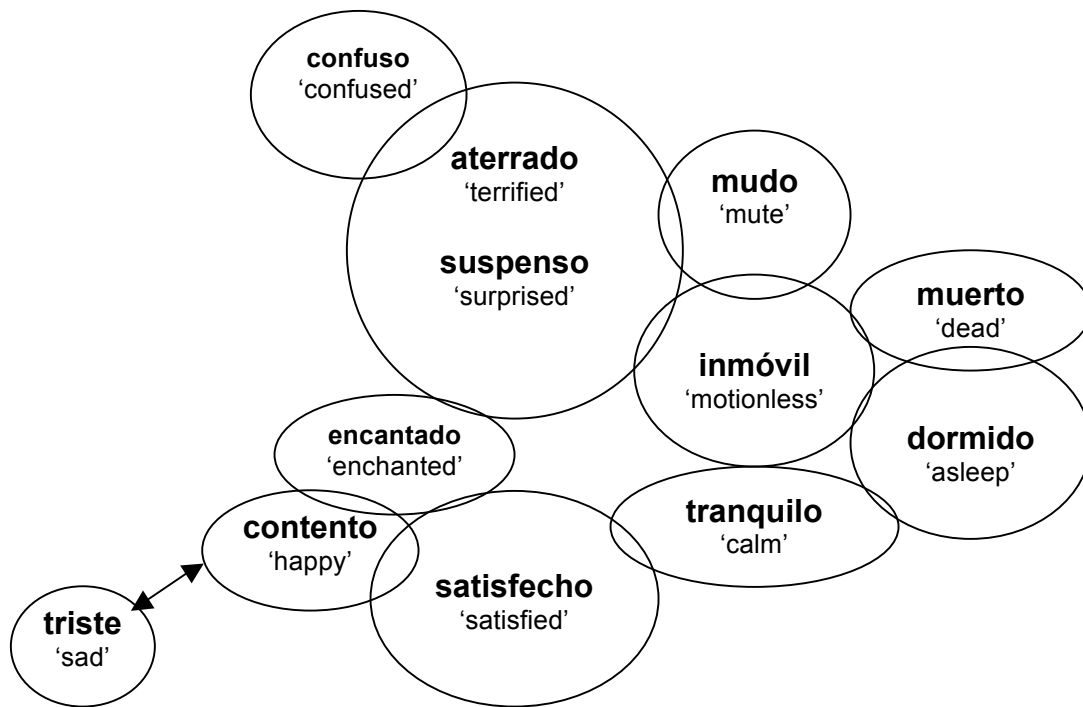 confuso
‘confused’
aterrado
‘terrified’
suspenso
‘surprised’
mudo
‘mute’
muerto
‘dead’
inmóvil
‘motionless’
dormido
‘asleep’
encantado
‘enchanted’
contento
‘happy’
tranquilo
‘calm’
satisfecho
‘satisfied’
triste
‘sad’